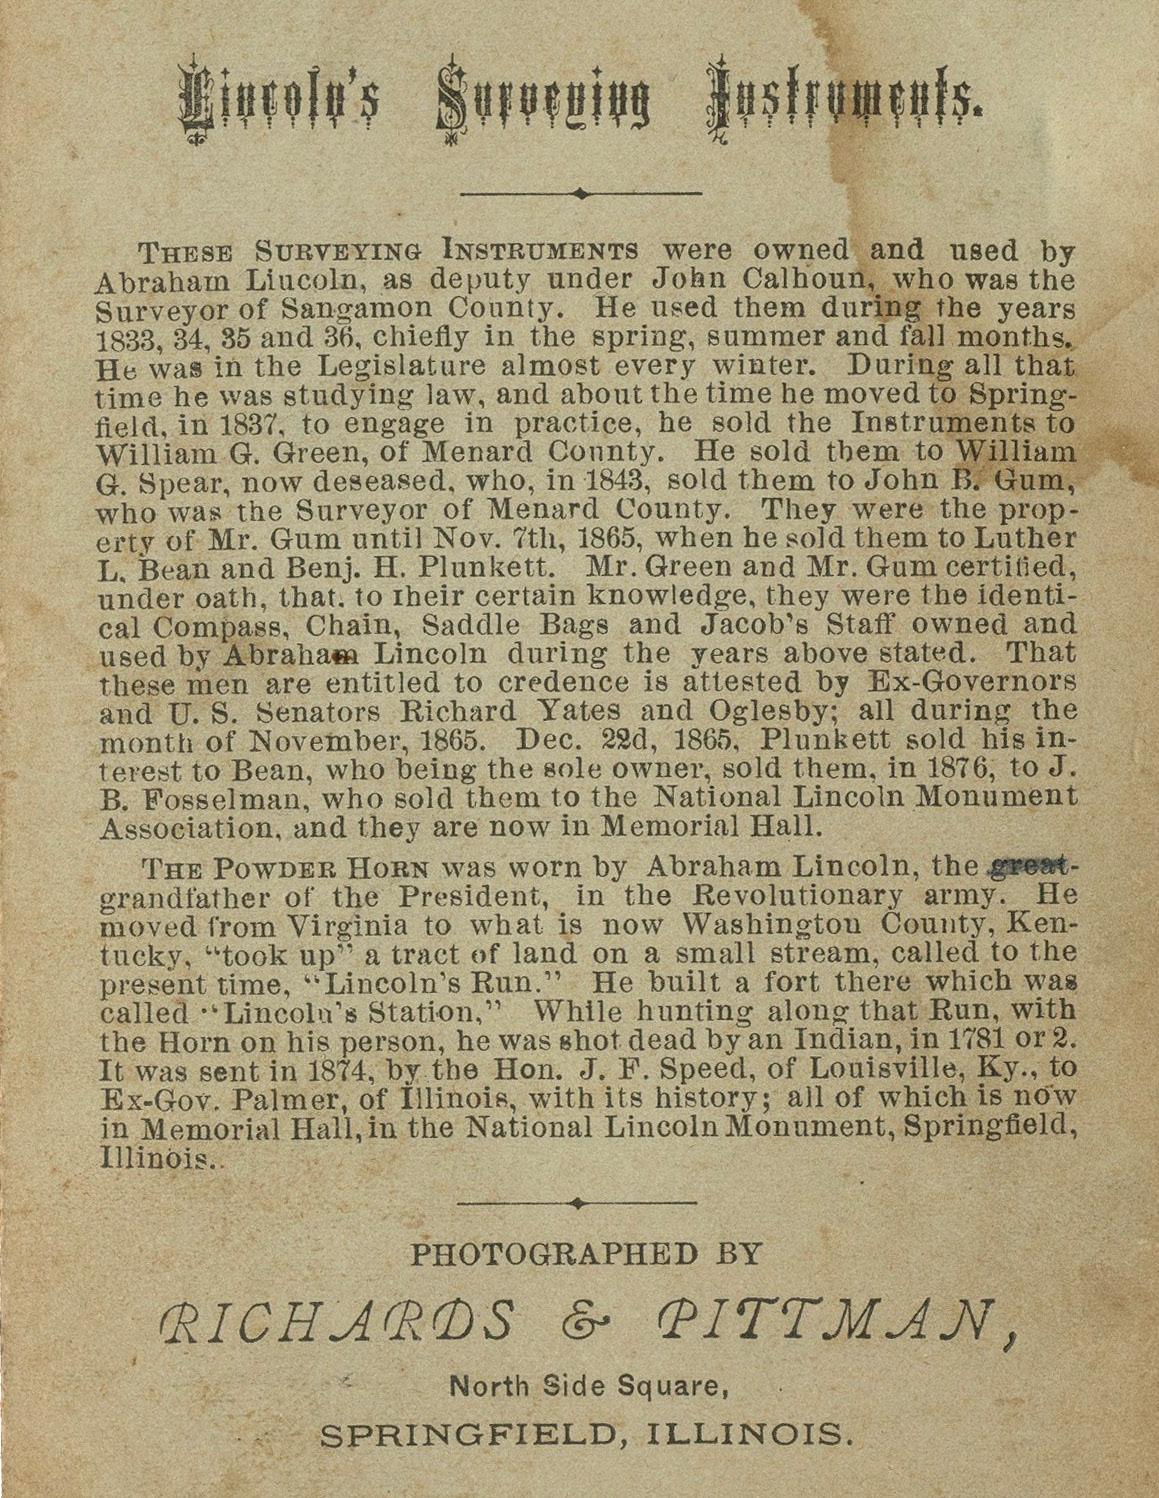 Lincoln's Surveying Instruments.
THESE SURVEYING INSTRUMENTS were owned and used by
Abraham Liucoln, as deputy under John Calhoun, who was the
Surveyor of Sangamon County. He used them during the years
1833, 34, 35 and 36, chiefly in the spring, summer and fall months.
He was in the Legislature almost every winter. During all that
time he was studying law, and about the time he moved to Spring-
field, in 1837, to engage in practice, he sold the Instruments to
William G. Green, of Menard County. He sold them to William
G. Spear, now deseased, who, in 1843, sold them to John B. Gum,
who was the Surveyor of Menard County. They were the prop-
erty of Mr. Gum until Nov. 7th, 1865, when he sold them to Luther
L. Bean and Benj. H. Plunkett. Mr. Green and Mr. Gum certified,
under oath, that. to their certain knowledge, they were the identi-
cal Compass, Chain, Saddle Bags and Jacob's Staff owned and
used by Abraham Lincoln during the years above stated. That
these men are entitled to credence is attested by Ex-Governors
and U. S. Senators Richard Yates and Oglesby; all during the
month of November, 1865. Dec. 22d, 1865, Plunkett sold his in-
terest to Bean, who being the sole owner, sold them, in 1876, to J.
B. Fosselman, who sold them to the National Lincoln Monument
Association, and they are now in Memorial Hall.
THE POWDER HORN was worn by Abraham Lincoln, the great-
grandfather of the President, in the Revolutionary army. He
moved from Virginia to what is now Washington County, Ken-
tucky, "took up" a tract of land on a small stream, called to the
present time, "Lincoln's Run." He built a fort there which was
called "Lincoln's Station," While hunting along that Run, with
the Horn on his person, he was shot dead by an Indian, in 1781 or 2.
It was sent in 1874, by the Hon. J. F. Speed, of Louisville, Ky., to
Ex-Gov. Palmer, of Illinois, with its history; all of which is now
in Memorial Hall, in the National Lincoln Monument, Springfield,
Illinois.
PHOTOGRAPHED BY
RICHARDS & PITTMAN,
North Side Square,
SPRINGFIELD, ILLINOIS.